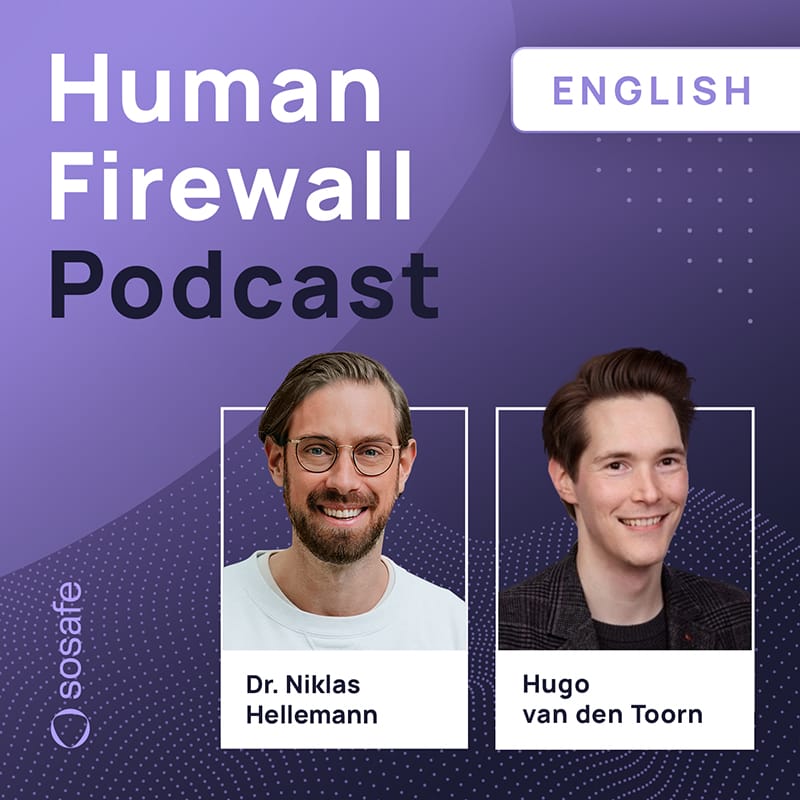 Human
Firewall
Podcast
ENGLISH
sosafe
Dr. Niklas
Hellemann
Hugo
van den Toorn